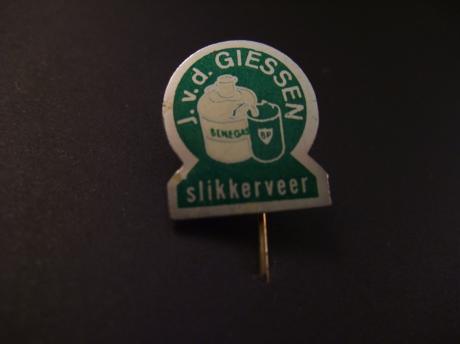 J. v.d. GIESSEN
BENEGAS
BP
slikkerveer